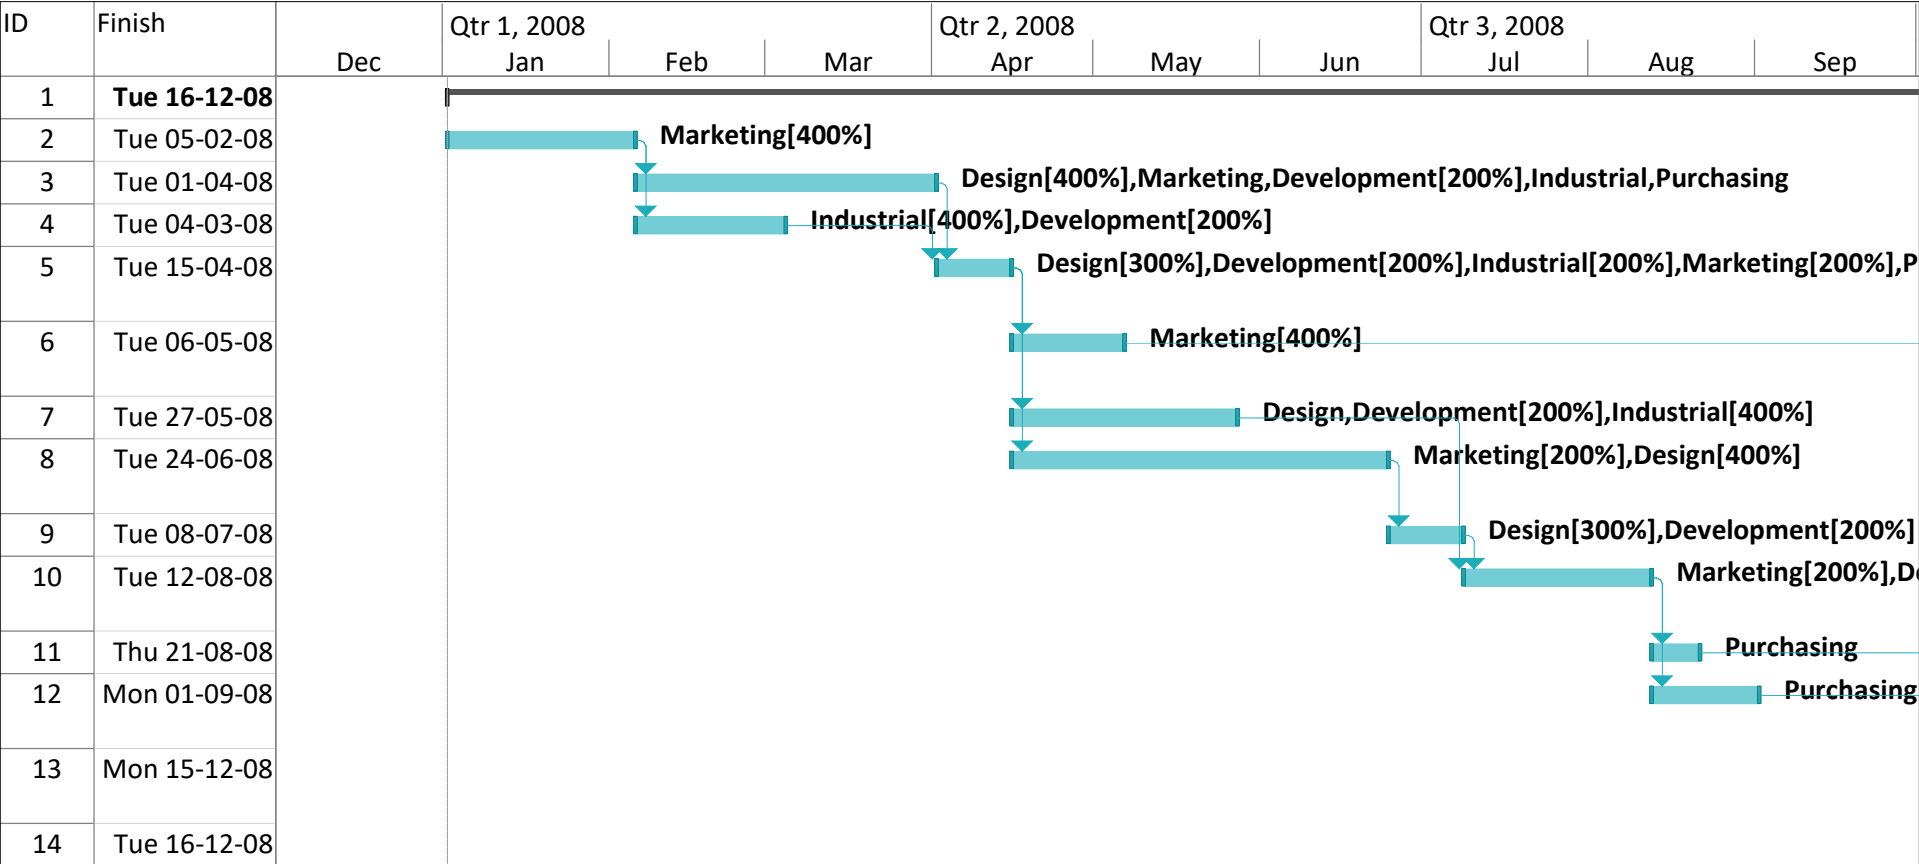 ID Finish Qtr 1, 2008 Qtr 2, 2008 Qtr 3, 2008
Dec Jan Feb Mar Apr May Jun Jul Aug Sep
1 Tue 16-12-08
2 Tue 05-02-08 Marketing[400%]
3 Tue 01-04-08 Design[400%],Marketing,Development[200%],Industrial,Purchasing
4 Tue 04-03-08 Industrial[400%],Development[200%]
5 Tue 15-04-08 Design[300%],Development[200%],Industrial[200%],Marketing[200%],P
6 Tue 06-05-08 Marketing[400%]
7 Tue 27-05-08 Design,Development[200%],Industrial[400%]
8 Tue 24-06-08 Marketing[200%],Design[400%]
9 Tue 08-07-08 Design[300%],Development[200%]
10 Tue 12-08-08 Marketing[200%],De
11 Thu 21-08-08 Purchasing
12 Mon 01-09-08 Purchasing
13 Mon 15-12-08
14 Tue 16-12-08